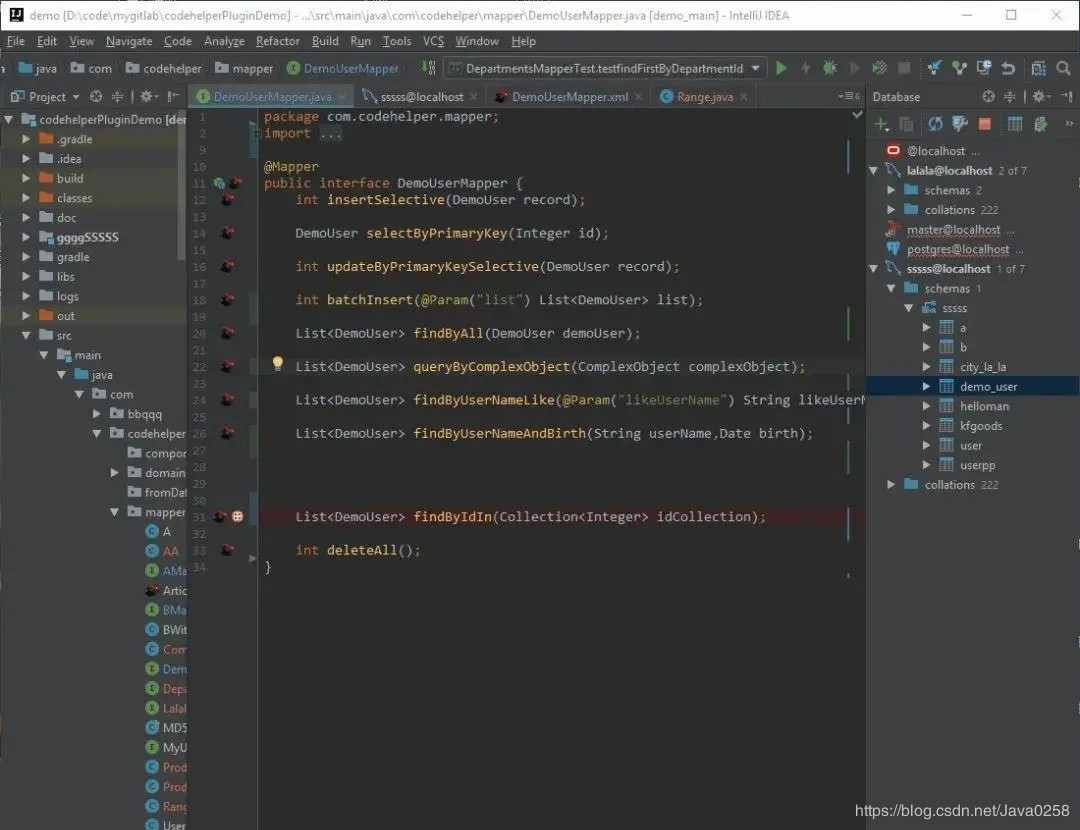 demo [D:\code\mygitlab\codehelperPluginDemo] - ...\src\main\java\com\codehelper\mapper\DemoUserMapper.java [demo_main] - IntelliJ IDEA
File Edit View Navigate Code Analyze Refactor Build Run Tools VCS Window Help
java com codehelper mapper DemoUserMapper DepartmentsMapperTest.testfindFirstByDepartmentId
Project DemoUserMapper.java sssss@localhost DemoUserMapper.xml Range.java Database
codehelperPluginDemo [der
.gradle
.idea
build
classes
doc
ggggSSSSS
gradle
libs
logs
out
src
main
java
com
bbqqq
codehelper
compor
domain
fromDat
mapper
A
AA
AMa
Artic
BMa
BWit
Com
Dem
Depa
Lalal
MD5
MyU
Prod
Prod
Rang
User
1 package com.codehelper.mapper;
2 import ...
9
10 @Mapper
11 public interface DemoUserMapper {
12 int insertSelective(DemoUser record);
13
14 DemoUser selectByPrimaryKey(Integer id);
15
16 int updateByPrimaryKeySelective(DemoUser record);
17
18 int batchInsert(@Param("list") List<DemoUser> list);
19
20 List<DemoUser> findByAll(DemoUser demoUser);
21
22 List<DemoUser> queryByComplexObject(ComplexObject complexObject);
23
24 List<DemoUser> findByUserNameLike(@Param("likeUserName") String likeUserN
25
26 List<DemoUser> findByUserNameAndBirth(String userName,Date birth);
27
28
29
30
31 List<DemoUser> findByIdIn(Collection<Integer> idCollection);
32
33 int deleteAll();
34 }
@localhost ...
lalala@localhost 2 of 7
schemas 2
collations 222
master@localhost ...
postgres@localhost ...
sssss@localhost 1 of 7
schemas 1
sssss
a
b
city_la_la
demo_user
helloman
kfgoods
user
userpp
collations 222
https://blog.csdn.net/Java0258